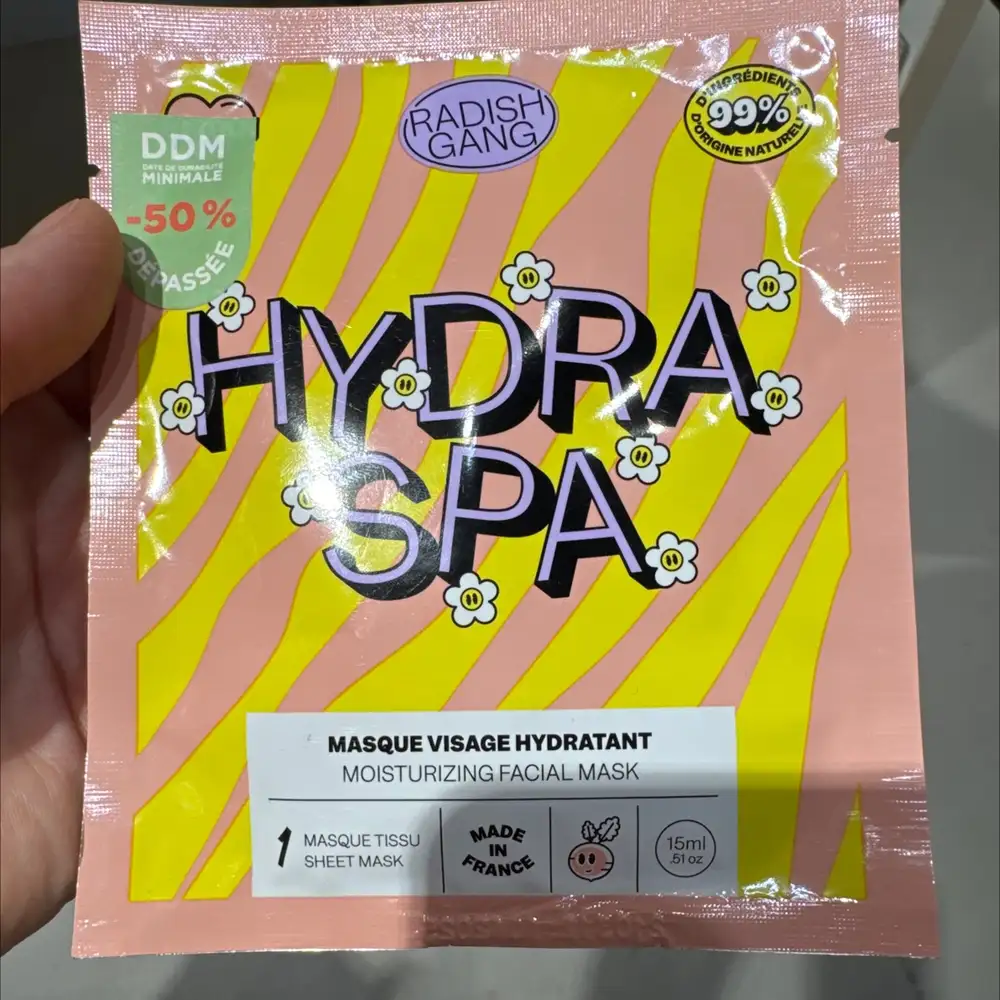 RADISH
GANG
D'INGRÉDIENTS
99%
D'ORIGINE NATURELLE
DDM
DATE DE DURABILITÉ
MINIMALE
-50 %
DÉPASSÉE
HYDRA
SPA
MASQUE VISAGE HYDRATANT
MOISTURIZING FACIAL MASK
1 MASQUE TISSU
SHEET MASK
MADE
IN
FRANCE
15ml
.51 oz